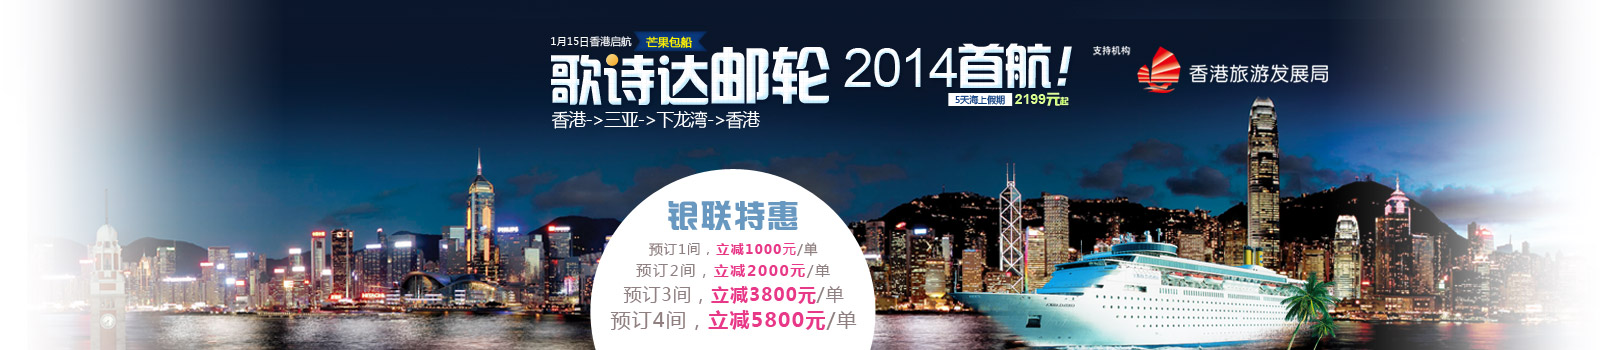 1月15日香港启航 芒果包船
歌诗达邮轮 2014首航!
5天海上假期 2199元起
香港->三亚->下龙湾->香港
支持机构
香港旅游发展局
银联特惠
预订1间，立减1000元/单
预订2间，立减2000元/单
预订3间，立减3800元/单
预订4间，立减5800元/单
PHILIPS
HITACHI